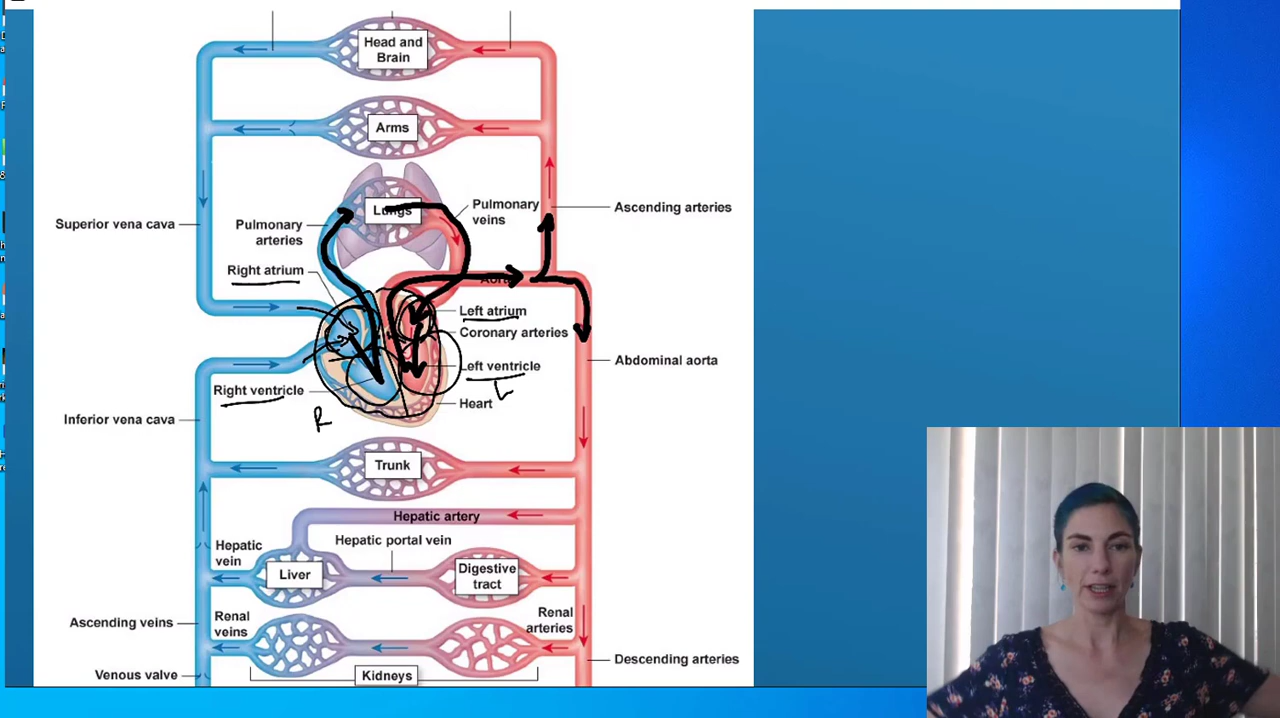 Head and
Brain
Arms
Lungs
Pulmonary
veins
Ascending arteries
Superior vena cava
Pulmonary
arteries
Right atrium
Aorta
Left atrium
Coronary arteries
Left ventricle
Abdominal aorta
Right ventricle
L
Heart
R
Inferior vena cava
Trunk
Hepatic artery
Hepatic portal vein
Hepatic
vein
Liver
Digestive
tract
Ascending veins
Renal
veins
Renal
arteries
Descending arteries
Venous valve
Kidneys